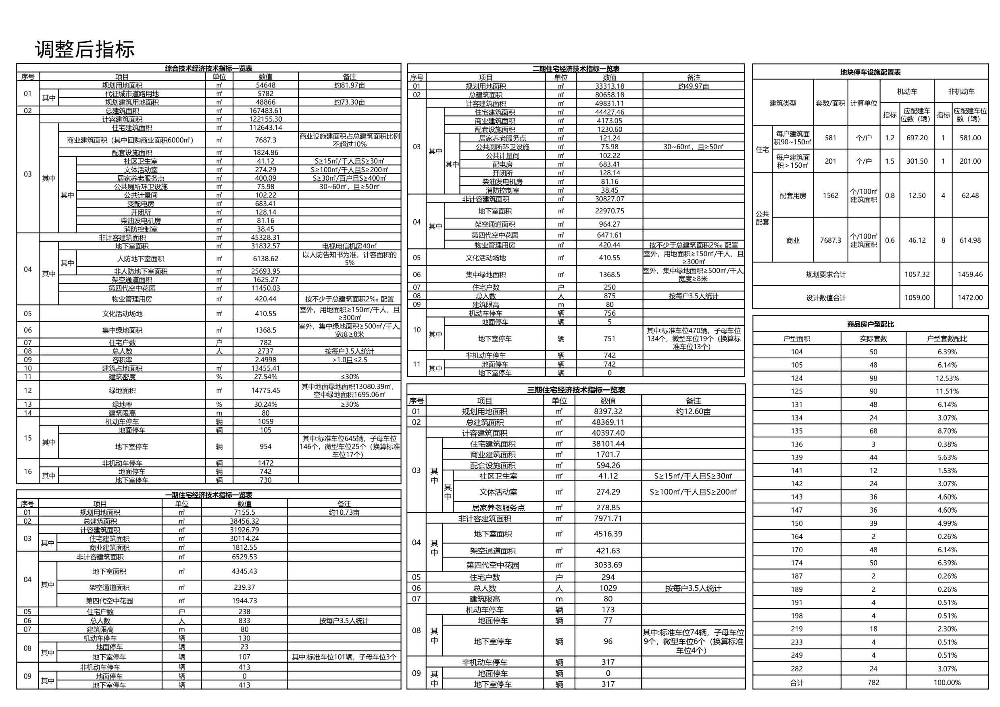 调整后指标
综合技术经济技术指标一览表
序号 项目 单位 数值 备注
01 规划用地面积 ㎡ 54648 约81.97亩
其中 代征城市道路用地 ㎡ 5782
规划建筑用地面积 ㎡ 48866 约73.30亩
02 总建筑面积 ㎡ 167483.61
03 计容建筑面积 ㎡ 122155.30
其中 住宅建筑面积 ㎡ 112643.14
商业建筑面积（其中回购商业面积6000㎡） ㎡ 7687.3 商业设施建面积占总建筑面积比例
不超过10%
配套设施面积 ㎡ 1824.86
其中 社区卫生室 ㎡ 41.12 S≥15㎡/千人且S≥30㎡
文体活动室 ㎡ 274.29 S≥100㎡/千人且S≥200㎡
居家养老服务点 ㎡ 400.09 S≥30㎡/百户且S≥400㎡
公共厕所环卫设施 ㎡ 75.98 30~60㎡，且≥50㎡
公共计量间 ㎡ 102.22
变配电房 ㎡ 683.41
开闭所 ㎡ 128.14
柴油发电机房 ㎡ 81.16
消防控制室 ㎡ 38.45
04 非计容建筑面积 ㎡ 45328.31
其中 地下室面积 ㎡ 31832.57 电视电信机房40㎡
其中 人防地下室面积 ㎡ 6138.62 以人防告知书为准，计容面积的
5%
非人防地下室面积 ㎡ 25693.95
架空通道面积 ㎡ 1625.27
第四代空中花园 ㎡ 11450.03
物业管理用房 ㎡ 420.44 按不少于总建筑面积2‰ 配置
05 文化活动场地 ㎡ 410.55 室外，用地面积≥150㎡/千人，且
≥300㎡
06 集中绿地面积 ㎡ 1368.5 室外，集中绿地面积≥500㎡/千人,
宽度≥8米
07 住宅户数 户 782
08 总人数 人 2737 按每户3.5人统计
09 容积率 2.4998 >1.0且≤2.5
10 建筑占地面积 ㎡ 13455.41
11 建筑密度 % 27.54% ≤30%
12 绿地面积 ㎡ 14775.45 其中地面绿地面积13080.39㎡，
空中绿地面积1695.06㎡
13 绿地率 % 30.24% ≥30%
14 建筑限高 m 80
15 机动车停车 辆 1059
其中 地面停车 辆 105
地下室停车 辆 954 其中:标准车位645辆，子母车位
146个，微型车位25个（换算标准
车位17个）
16 非机动车停车 辆 1472
其中 地面停车 辆 742
地下室停车 辆 730
一期住宅经济技术指标一览表
序号 项目 单位 数值 备注
01 规划用地面积 ㎡ 7155.5 约10.73亩
02 总建筑面积 ㎡ 38456.32
03 计容建筑面积 ㎡ 31926.79
其中 住宅建筑面积 ㎡ 30114.24
商业建筑面积 ㎡ 1812.55
04 非计容建筑面积 ㎡ 6529.53
其中 地下室面积 ㎡ 4345.43
架空通道面积 ㎡ 239.37
第四代空中花园 ㎡ 1944.73
05 住宅户数 户 238
06 总人数 人 833 按每户3.5人统计
07 建筑限高 m 80
08 机动车停车 辆 130
其中 地面停车 辆 23
地下室停车 辆 107 其中:标准车位101辆，子母车位3个
09 非机动车停车 辆 413
其中 地面停车 辆 0
地下室停车 辆 413
二期住宅经济技术指标一览表
序号 项目 单位 数值 备注
01 规划用地面积 ㎡ 33313.18 约49.97亩
02 总建筑面积 ㎡ 80658.18
03 计容建筑面积 ㎡ 49831.11
其中 住宅建筑面积 ㎡ 44427.46
商业建筑面积 ㎡ 4173.05
配套设施面积 ㎡ 1230.60
其中 居家养老服务点 ㎡ 121.24
公共厕所环卫设施 ㎡ 75.98 30~60㎡，且≥50㎡
公共计量间 ㎡ 102.22
配电房 ㎡ 683.41
开闭所 ㎡ 128.14
柴油发电机房 ㎡ 81.16
消防控制室 ㎡ 38.45
04 非计容建筑面积 ㎡ 30827.07
其中 地下室面积 ㎡ 22970.75
架空通道面积 ㎡ 964.27
第四代空中花园 ㎡ 6471.61
物业管理用房 ㎡ 420.44 按不少于总建筑面积2‰ 配置
05 文化活动场地 ㎡ 410.55 室外，用地面积≥150㎡/千人，且
≥300㎡
06 集中绿地面积 ㎡ 1368.5 室外，集中绿地面积≥500㎡/千人,
宽度≥8米
07 住宅户数 户 250
08 总人数 人 875 按每户3.5人统计
09 建筑限高 m 80
10 机动车停车 辆 756
其中 地面停车 辆 5
地下室停车 辆 751 其中:标准车位470辆，子母车位
134个，微型车位19个（换算标
准车位13个）
11 非机动车停车 辆 742
其中 地面停车 辆 742
地下室停车 辆 0
三期住宅经济技术指标一览表
序号 项目 单位 数值 备注
01 规划用地面积 ㎡ 8397.32 约12.60亩
02 总建筑面积 ㎡ 48369.11
03 计容建筑面积 ㎡ 40397.40
其中 住宅建筑面积 ㎡ 38101.44
商业建筑面积 ㎡ 1701.7
配套设施面积 ㎡ 594.26
其中 社区卫生室 ㎡ 41.12 S≥15㎡/千人且S≥30㎡
文体活动室 ㎡ 274.29 S≥100㎡/千人且S≥200㎡
居家养老服务点 ㎡ 278.85
04 非计容建筑面积 ㎡ 7971.71
其中 地下室面积 ㎡ 4516.39
架空通道面积 ㎡ 421.63
第四代空中花园 ㎡ 3033.69
05 住宅户数 户 294
06 总人数 人 1029 按每户3.5人统计
07 建筑限高 m 80
08 机动车停车 辆 173
其中 地面停车 辆 77
地下室停车 辆 96 其中:标准车位74辆，子母车位
9个，微型车位6个（换算标准
车位4个）
09 非机动车停车 辆 317
其中 地面停车 辆 0
地下室停车 辆 317
地块停车设施配置表
建筑类型 套数/面积 计算单位 机动车 非机动车
指标 应配建车位数（辆） 指标 应配建车位数（辆）
住宅 每户建筑面积90~150㎡ 581 个/户 1.2 697.20 1 581.00
每户建筑面积＞150㎡ 201 个/户 1.5 301.50 1 201.00
公共配套 配套用房 1562 个/100㎡建筑面积 0.8 12.50 4 62.48
商业 7687.3 个/100㎡建筑面积 0.6 46.12 8 614.98
规划要求合计 1057.32 1459.46
设计数值合计 1059.00 1472.00
商品房户型配比
户型面积 实际套数 户型套数配比
104 50 6.39%
105 48 6.14%
124 98 12.53%
125 90 11.51%
131 48 6.14%
134 24 3.07%
135 68 8.70%
136 3 0.38%
139 44 5.63%
141 12 1.53%
142 24 3.07%
143 36 4.60%
147 36 4.60%
150 39 4.99%
164 2 0.26%
170 48 6.14%
174 50 6.39%
187 2 0.26%
189 2 0.26%
191 4 0.51%
198 4 0.51%
219 18 2.30%
233 4 0.51%
249 4 0.51%
282 24 3.07%
合计 782 100.00%